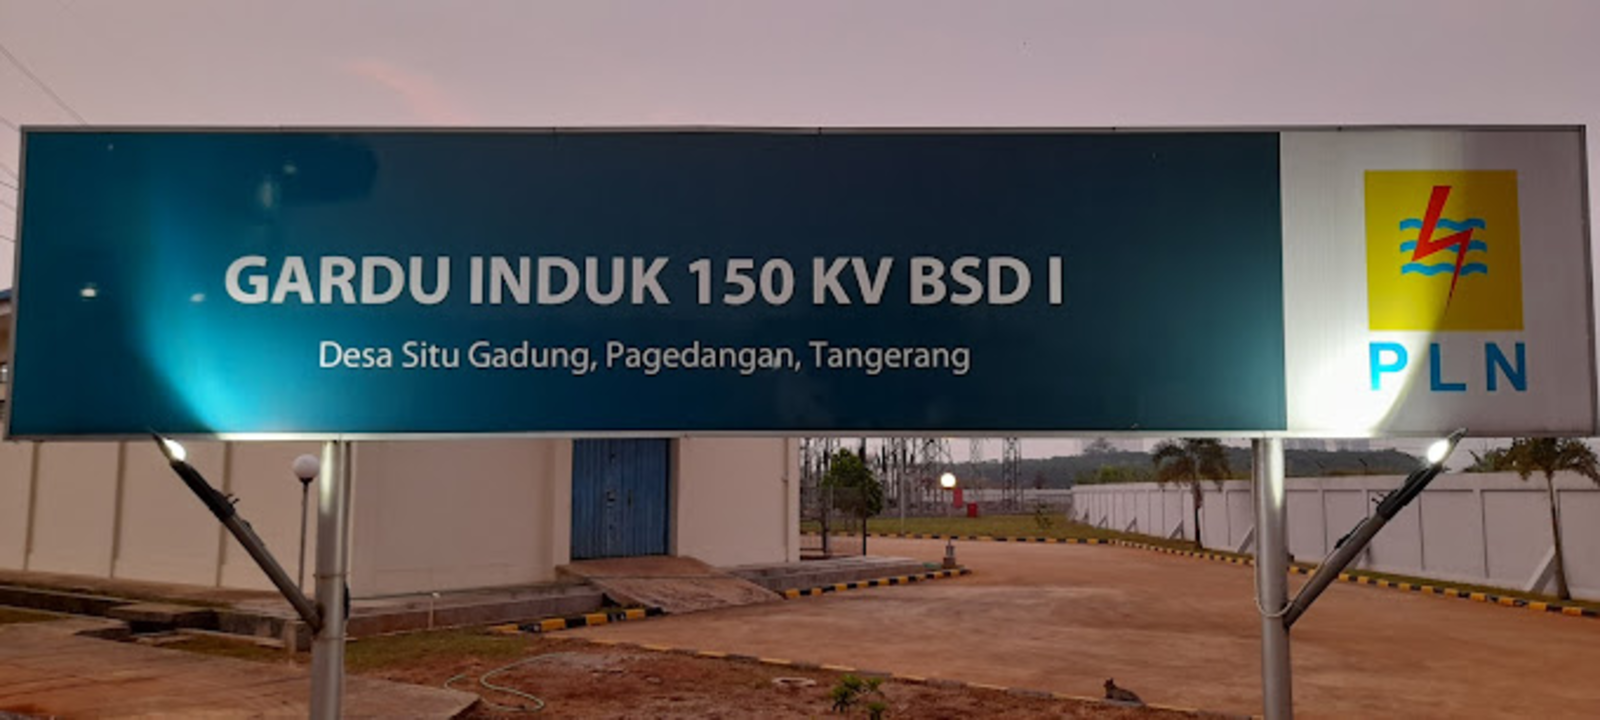 GARDU INDUK 150 KV BSD I
Desa Situ Gadung, Pagedangan, Tangerang
PLN